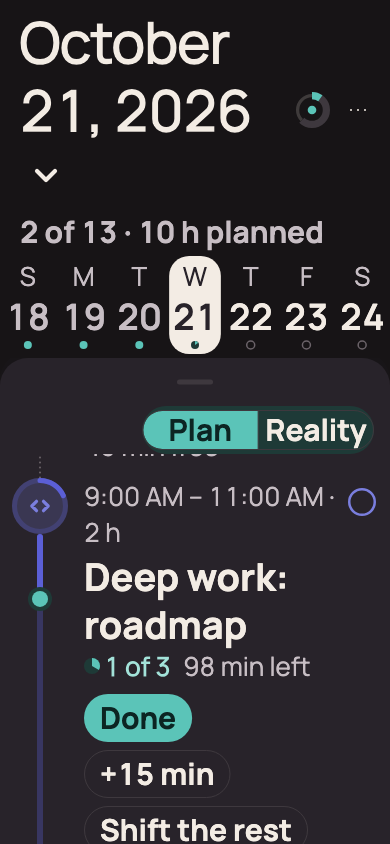 October
21, 2026
2 of 13 · 10 h planned
S M T W T F S
18 19 20 21 22 23 24
Plan Reality
9:00 AM – 11:00 AM ·
2 h
Deep work:
roadmap
1 of 3 98 min left
Done
+15 min
Shift the rest